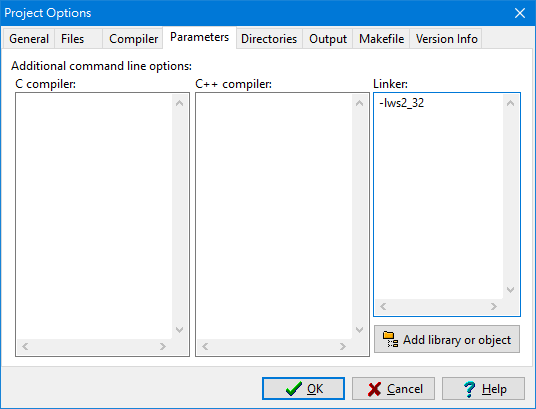 Project Options
General Files Compiler Parameters Directories Output Makefile Version Info
Additional command line options:
C compiler: C++ compiler: Linker:
-lws2_32
Add library or object
OK Cancel Help